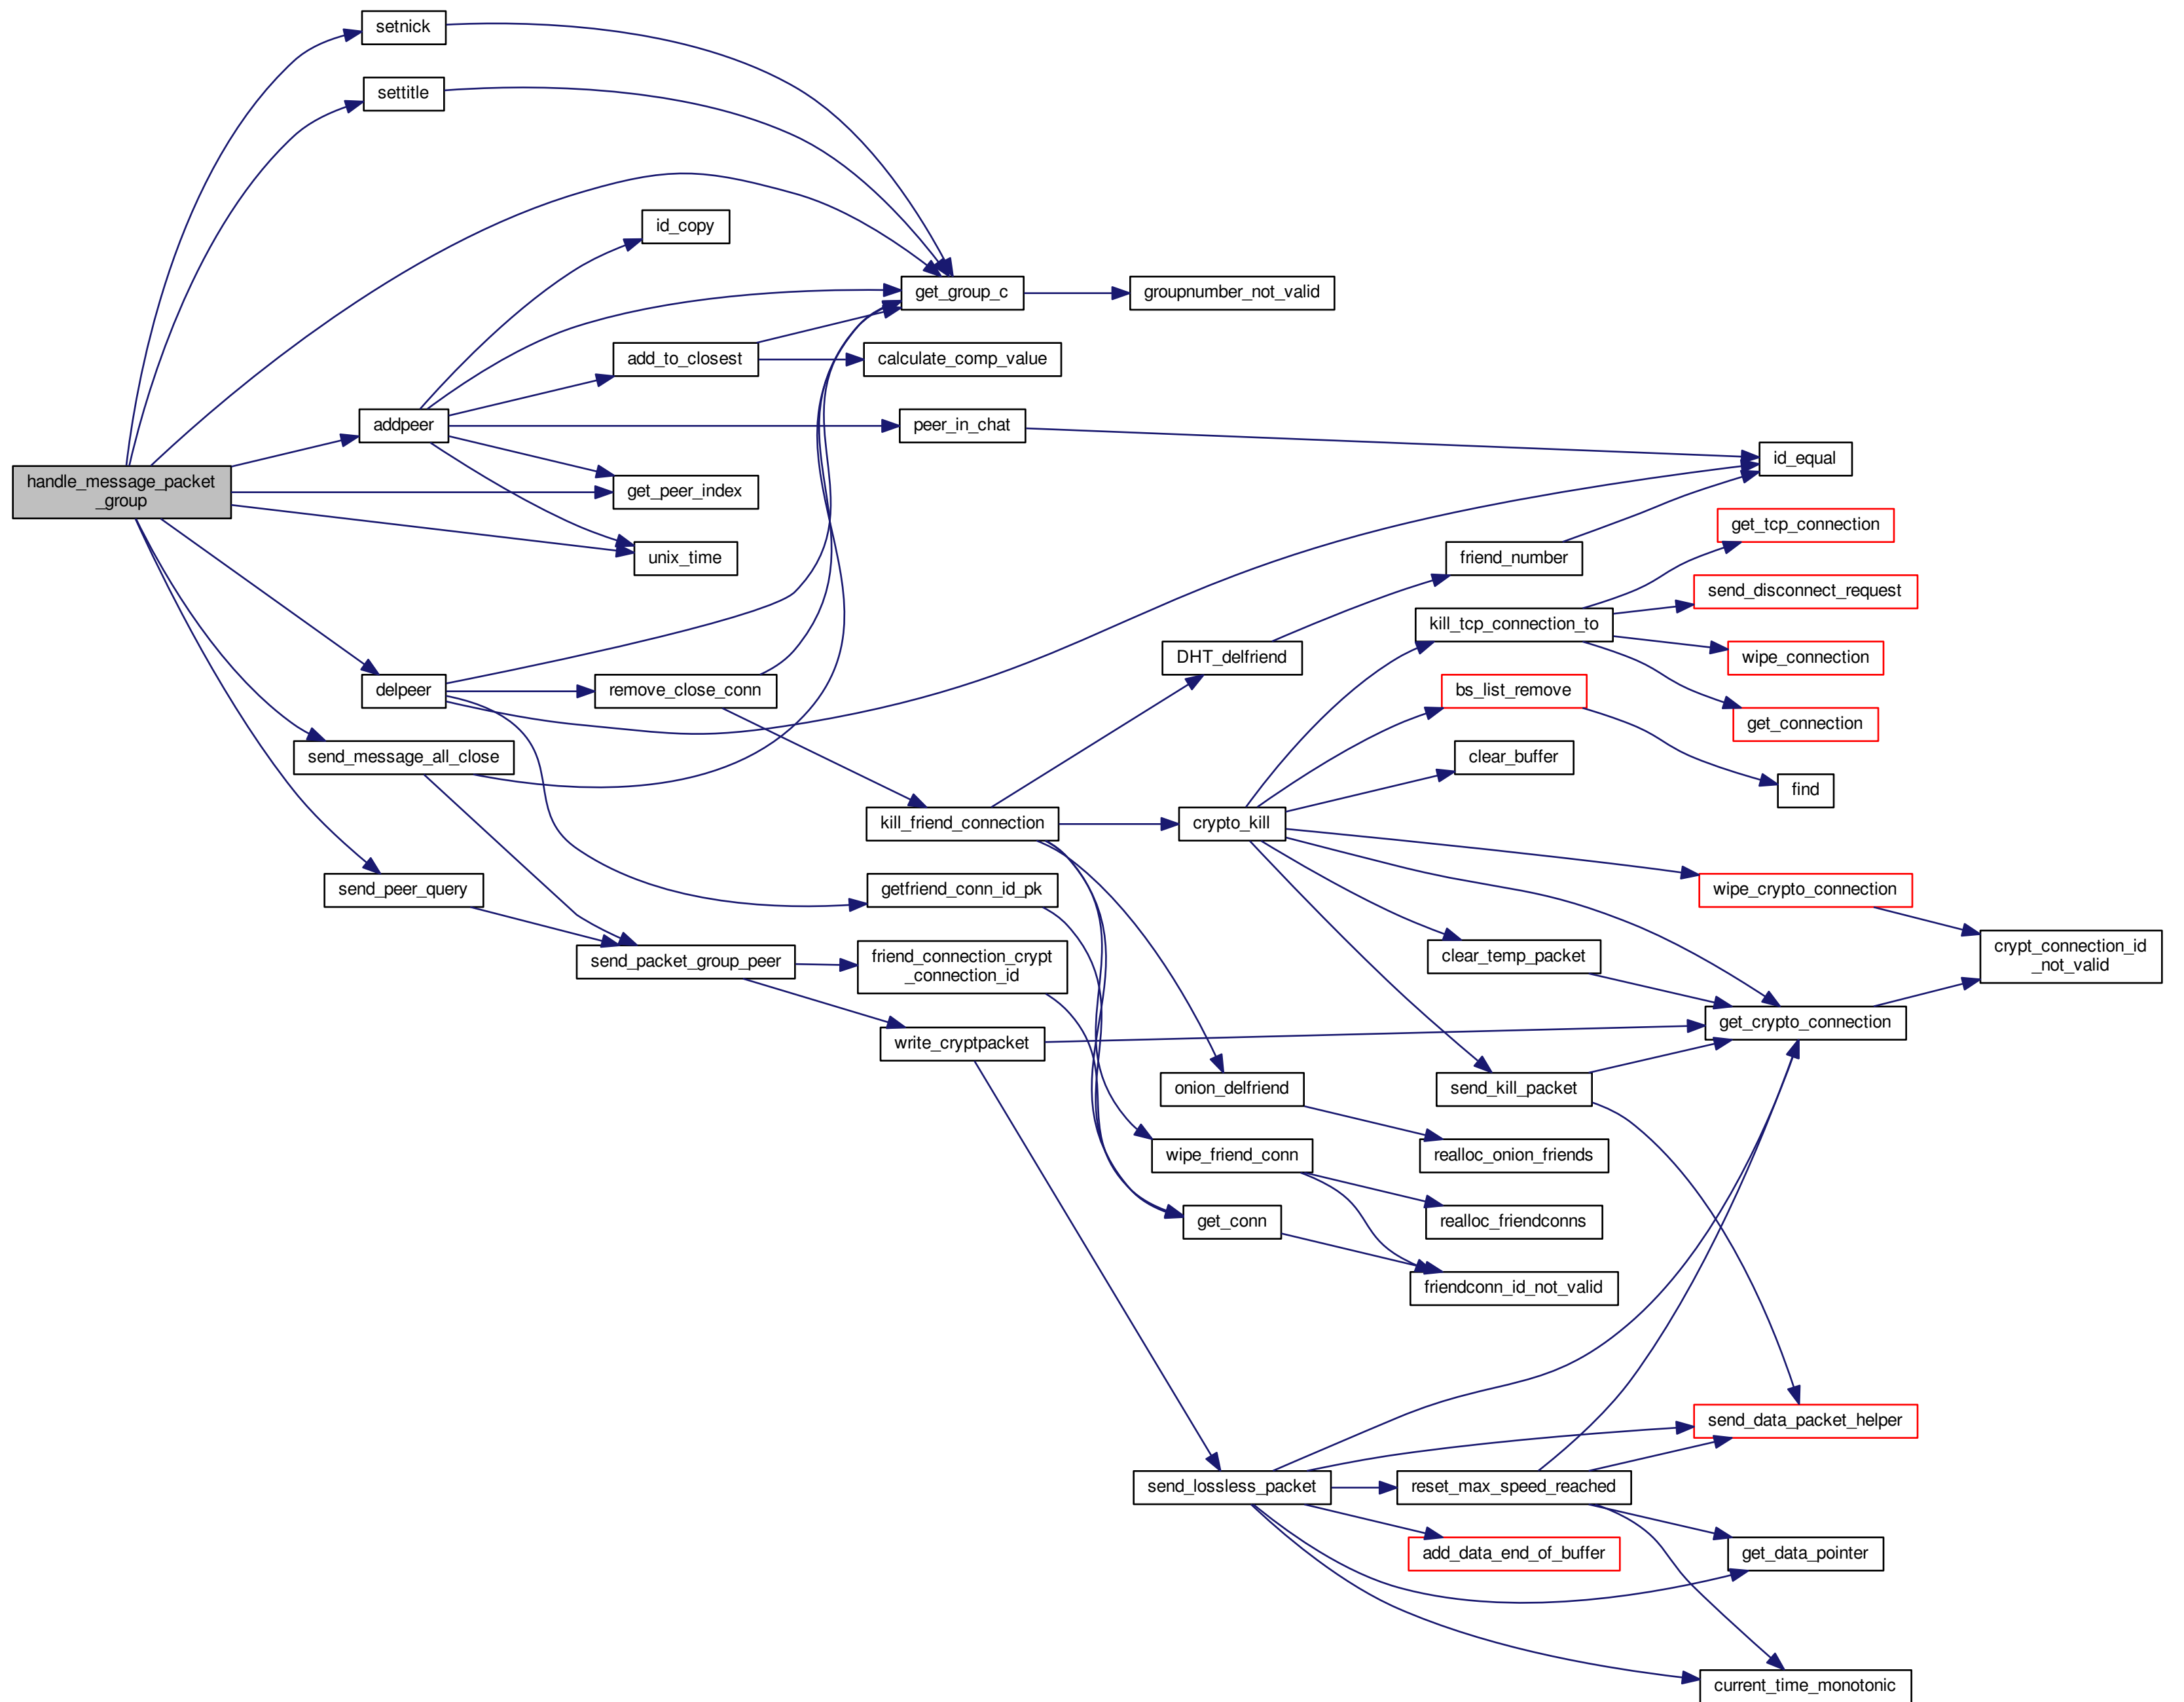 setnick
settitle
id_copy
get_group_c
groupnumber_not_valid
add_to_closest
calculate_comp_value
addpeer
peer_in_chat
id_equal
handle_message_packet
_group
get_peer_index
get_tcp_connection
unix_time
friend_number
send_disconnect_request
kill_tcp_connection_to
DHT_delfriend
wipe_connection
delpeer
remove_close_conn
bs_list_remove
get_connection
send_message_all_close
clear_buffer
find
kill_friend_connection
crypto_kill
send_peer_query
getfriend_conn_id_pk
wipe_crypto_connection
send_packet_group_peer
friend_connection_crypt
_connection_id
clear_temp_packet
crypt_connection_id
_not_valid
write_cryptpacket
get_crypto_connection
onion_delfriend
send_kill_packet
wipe_friend_conn
realloc_onion_friends
get_conn
realloc_friendconns
friendconn_id_not_valid
send_data_packet_helper
send_lossless_packet
reset_max_speed_reached
add_data_end_of_buffer
get_data_pointer
current_time_monotonic